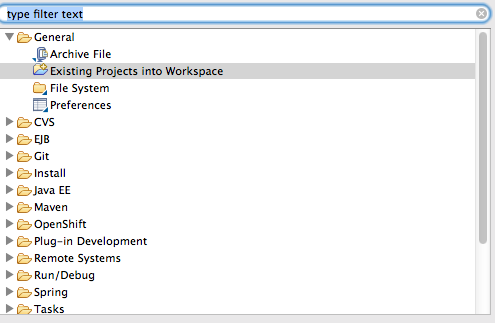 type filter text
General
Archive File
Existing Projects into Workspace
File System
Preferences
CVS
EJB
Git
Install
Java EE
Maven
OpenShift
Plug-in Development
Remote Systems
Run/Debug
Spring
Tasks